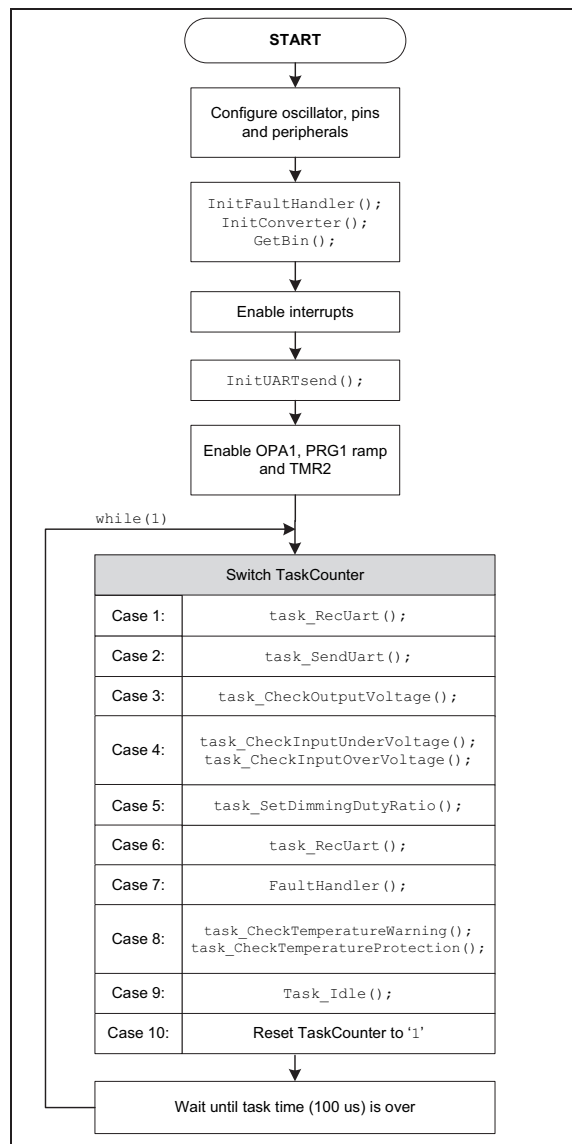 START
Configure oscillator, pins
and peripherals
InitFaultHandler();
InitConverter();
GetBin();
Enable interrupts
InitUARTsend();
Enable OPA1, PRG1 ramp
and TMR2
while(1)
Switch TaskCounter
Case 1: task_RecUart();
Case 2: task_SendUart();
Case 3: task_CheckOutputVoltage();
Case 4: task_CheckInputUnderVoltage();
task_CheckInputOverVoltage();
Case 5: task_SetDimmingDutyRatio();
Case 6: task_RecUart();
Case 7: FaultHandler();
Case 8: task_CheckTemperatureWarning();
task_CheckTemperatureProtection();
Case 9: Task_Idle();
Case 10: Reset TaskCounter to ‘1’
Wait until task time (100 us) is over